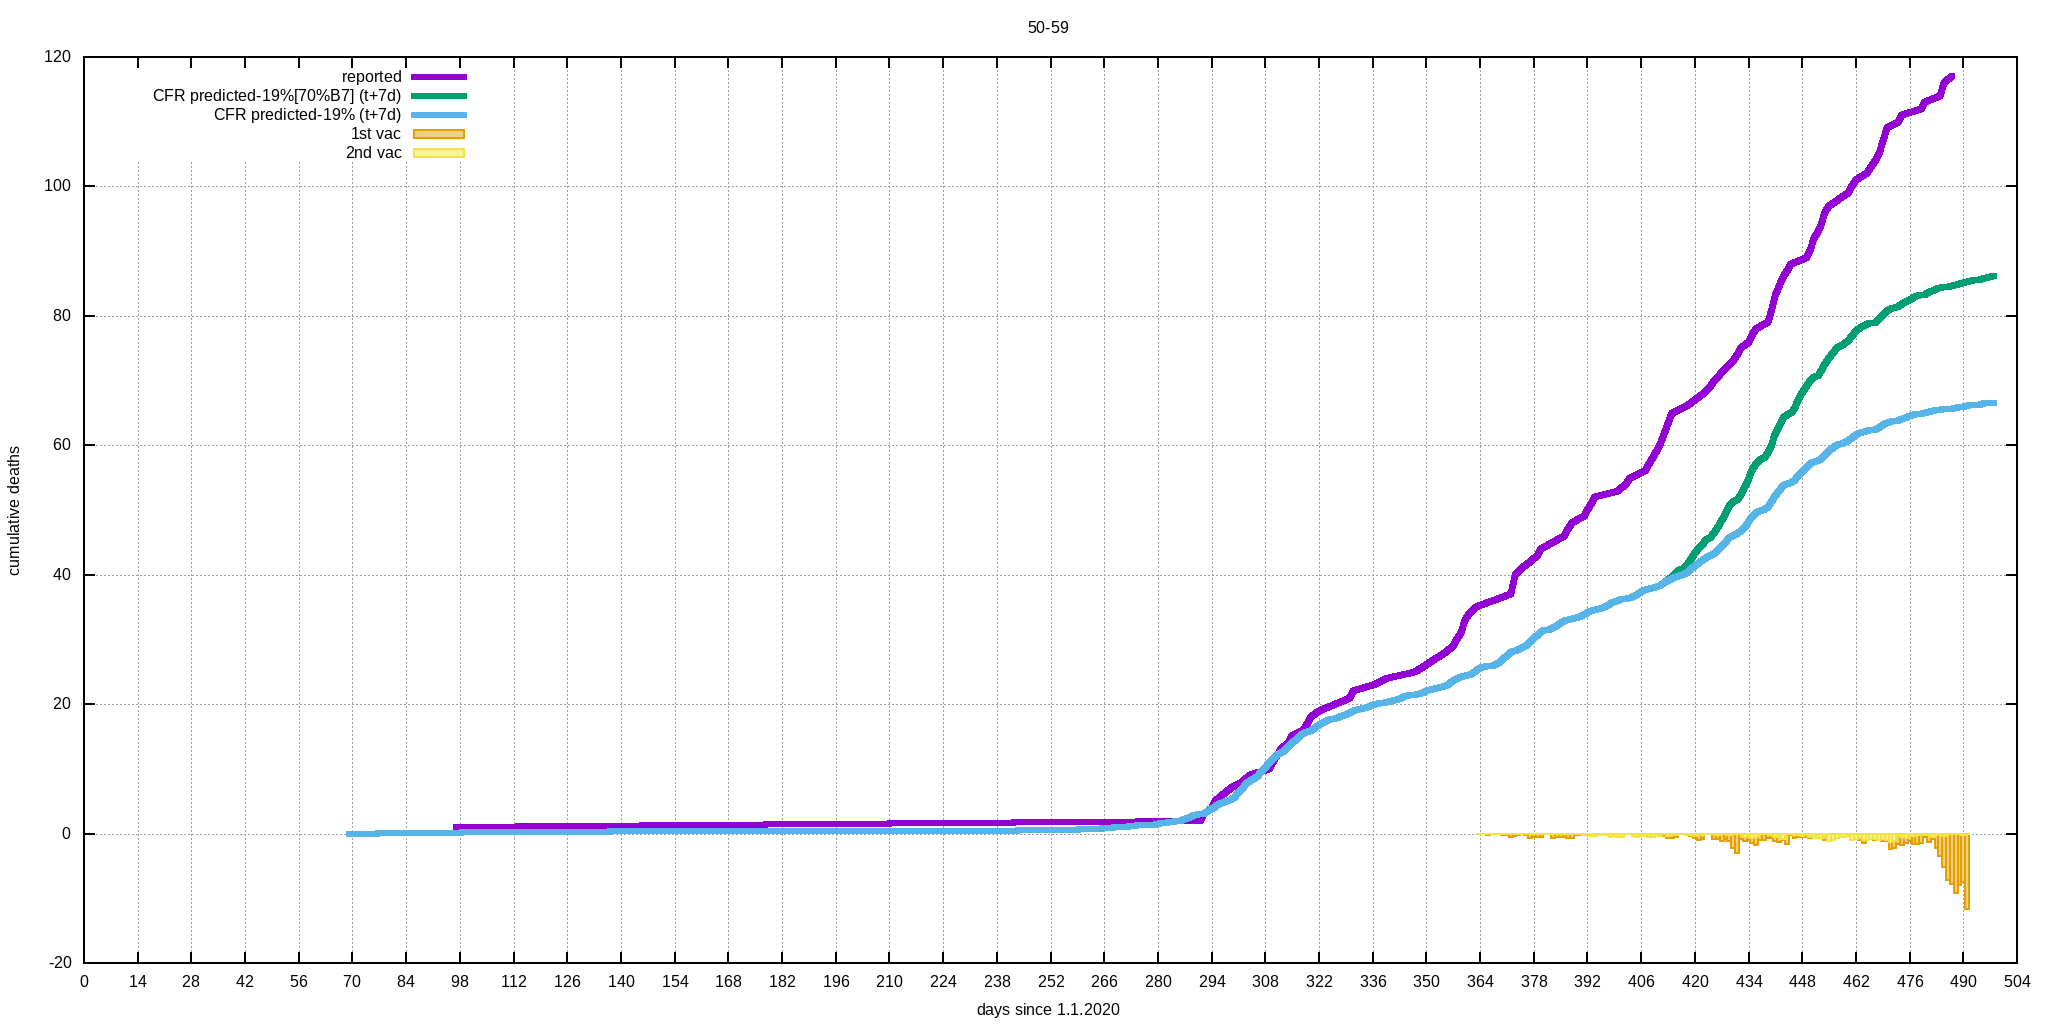 50-59
120
100
80
60
40
20
0
-20
reported
CFR predicted-19%[70%B7] (t+7d)
CFR predicted-19% (t+7d)
1st vac
2nd vac
cumulative deaths
0 14 28 42 56 70 84 98 112 126 140 154 168 182 196 210 224 238 252 266 280 294 308 322 336 350 364 378 392 406 420 434 448 462 476 490 504
days since 1.1.2020